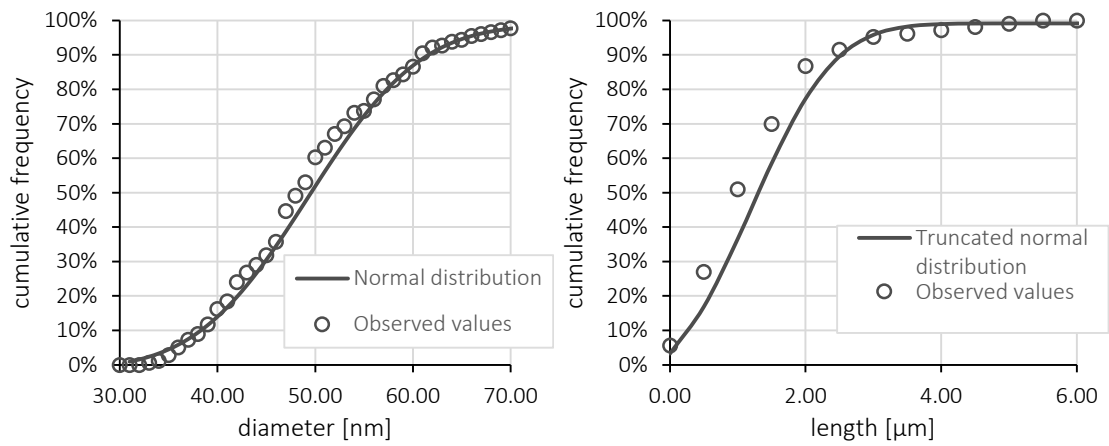 100%
90%
80%
70%
60%
50%
40%
30%
20%
10%
0%
cumulative frequency
30.00 40.00 50.00 60.00 70.00
diameter [nm]
Normal distribution
Observed values
100%
90%
80%
70%
60%
50%
40%
30%
20%
10%
0%
cumulative frequency
0.00 2.00 4.00 6.00
length [µm]
Truncated normal
distribution
Observed values